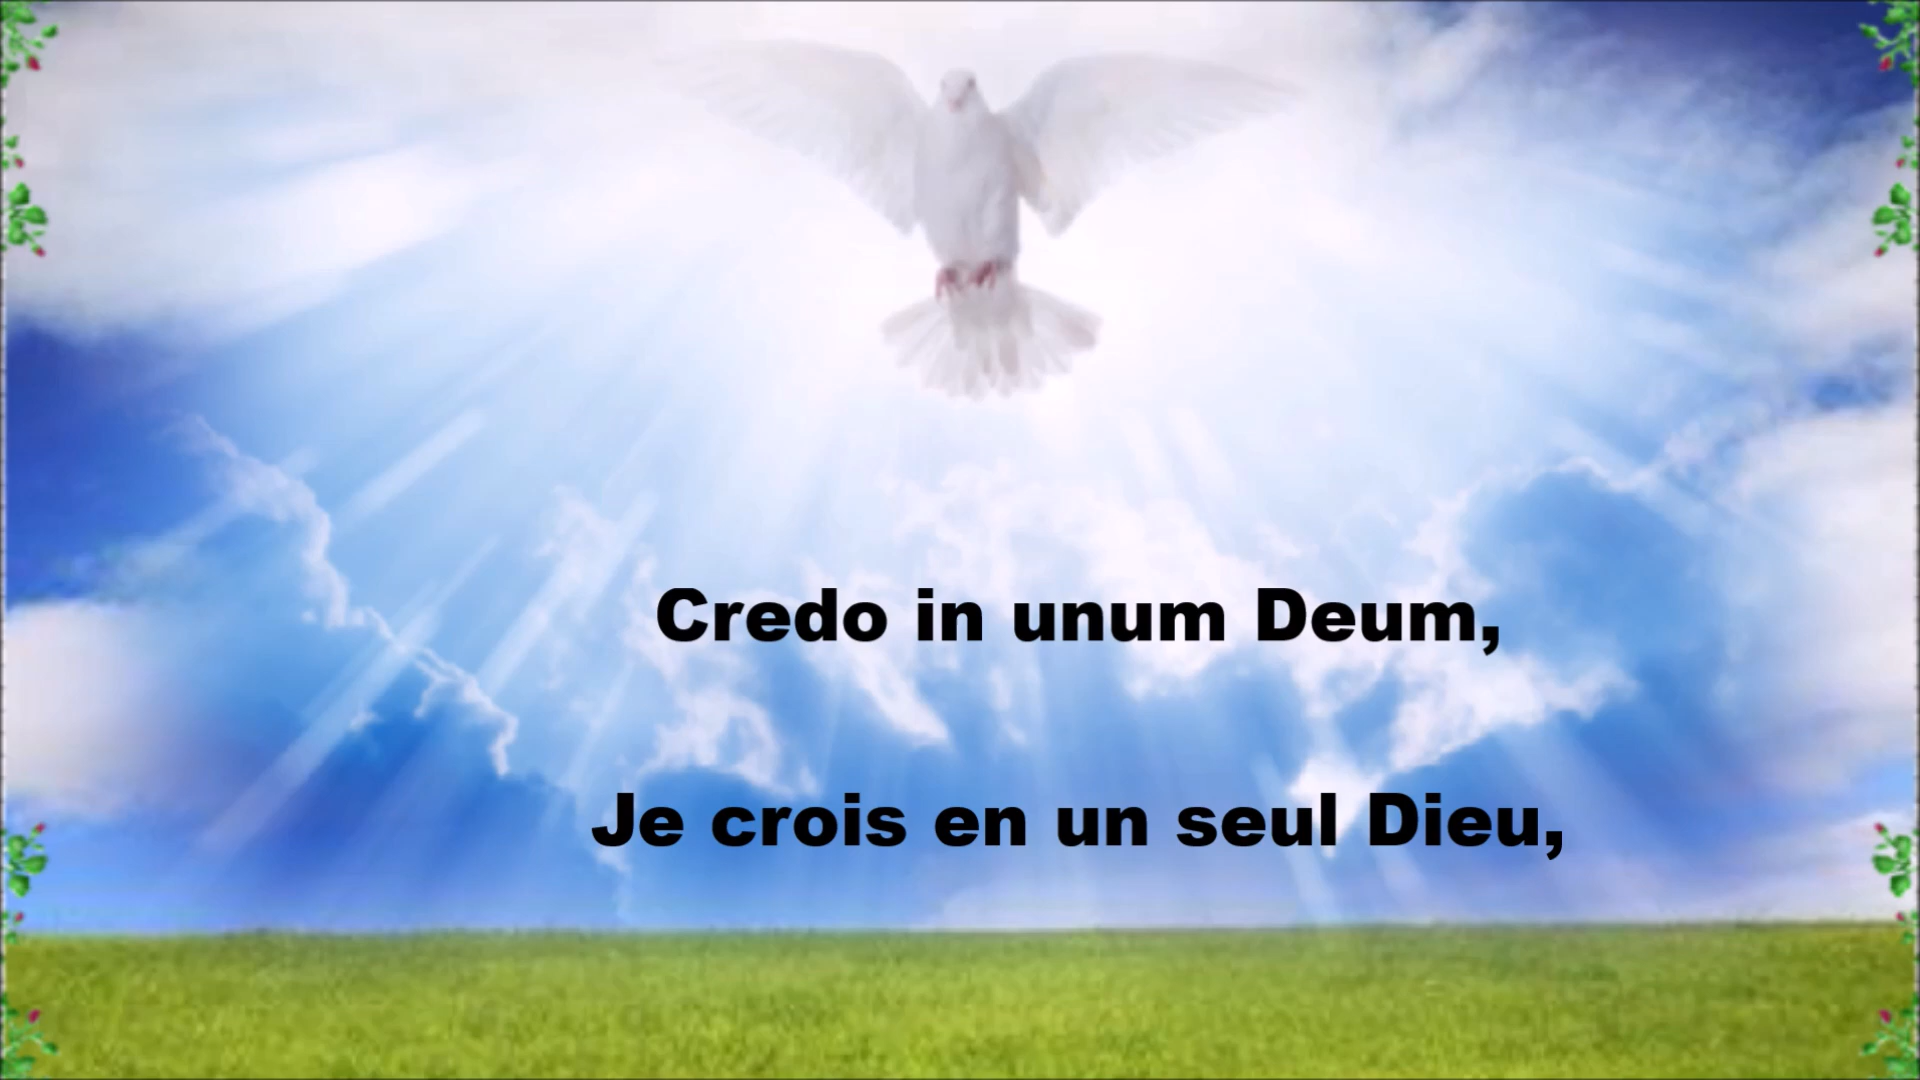 Credo in unum Deum,
Je crois en un seul Dieu,